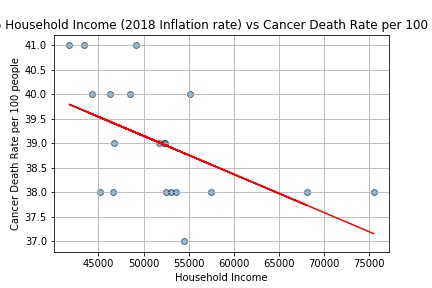 Household Income (2018 Inflation rate) vs Cancer Death Rate per 100
41.0
40.5
40.0
39.5
39.0
38.5
38.0
37.5
37.0
Cancer Death Rate per 100 people
45000 50000 55000 60000 65000 70000 75000
Household Income